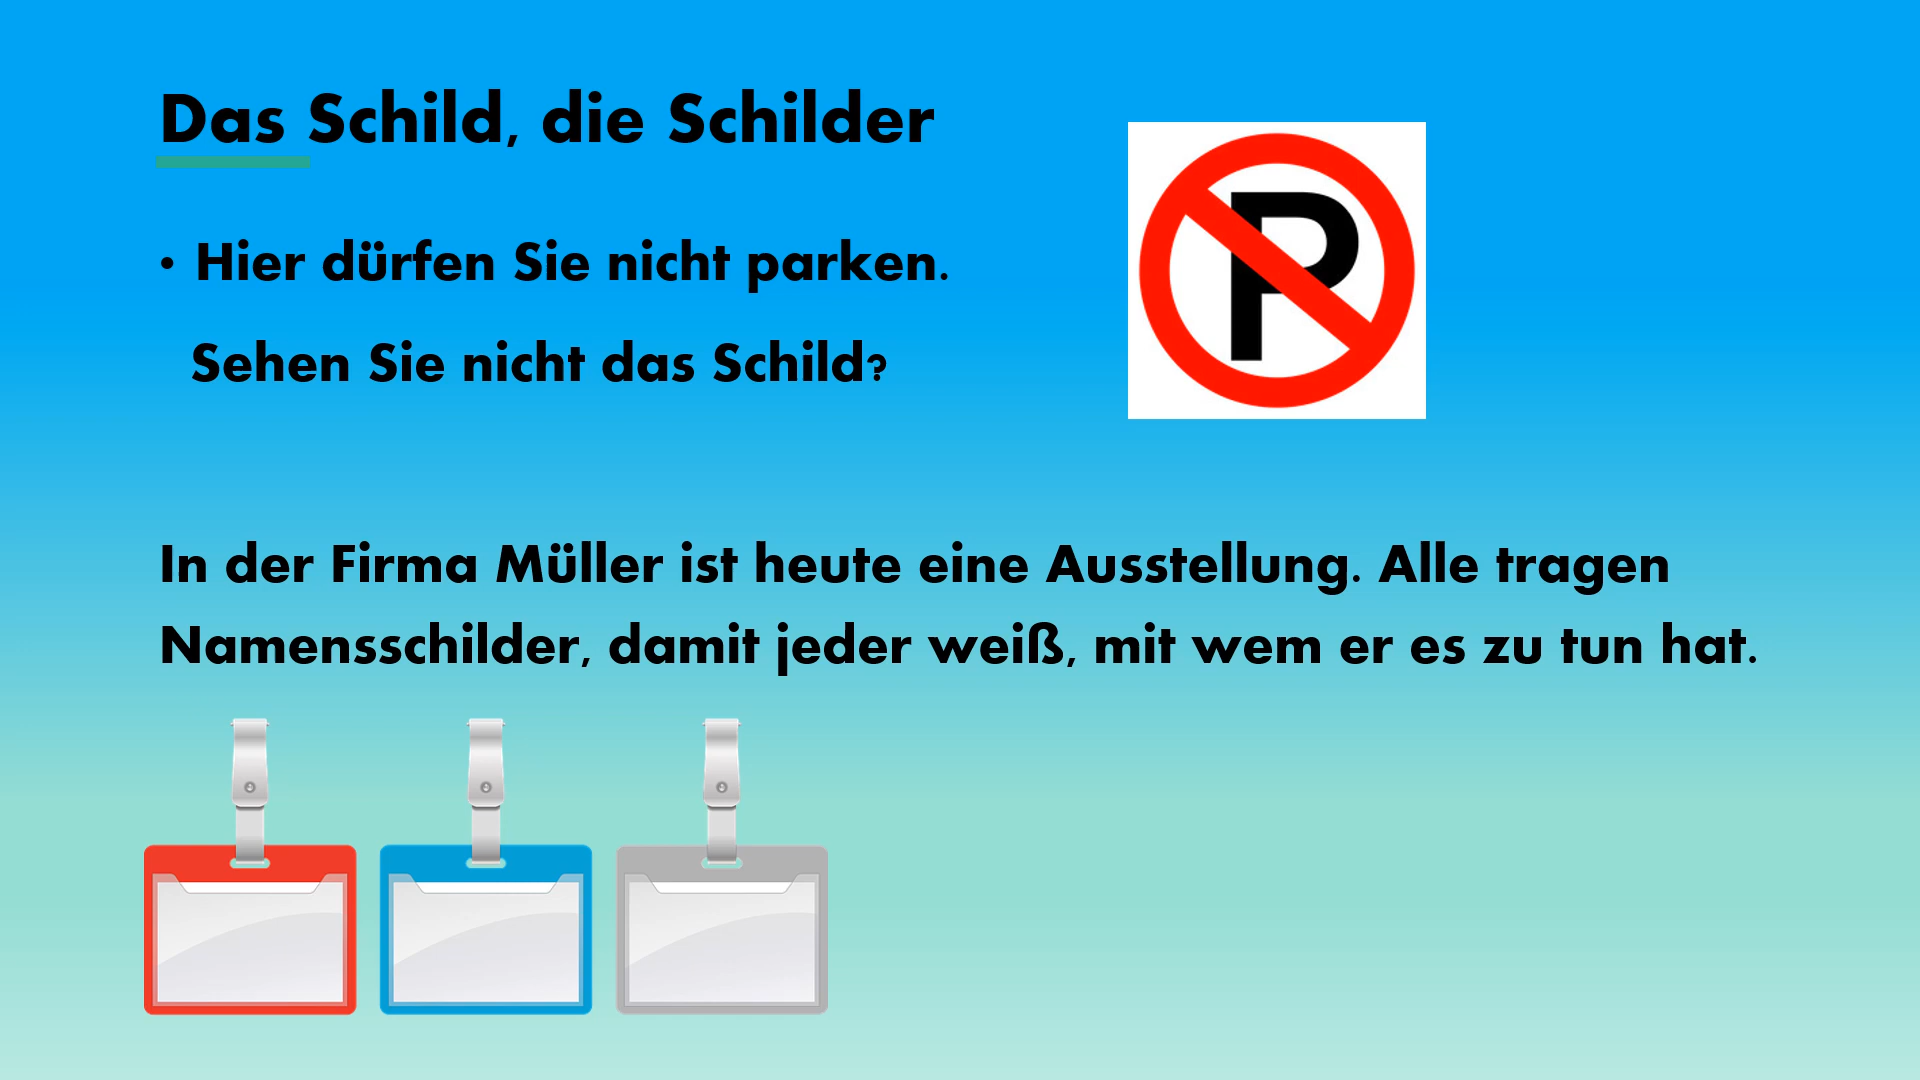 Das Schild, die Schilder
• Hier dürfen Sie nicht parken.
Sehen Sie nicht das Schild?
P
In der Firma Müller ist heute eine Ausstellung. Alle tragen
Namensschilder, damit jeder weiß, mit wem er es zu tun hat.